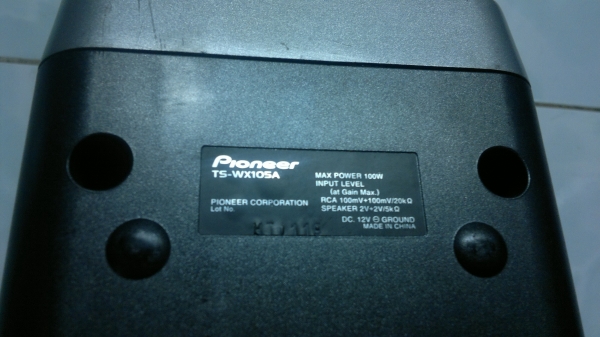 Pioneer
TS-WX105A
MAX POWER 100W
INPUT LEVEL
(at Gain Max.)
RCA 100mV+100mV/20kΩ
SPEAKER 2V+2V/5kΩ
PIONEER CORPORATION
Lot No.
DC. 12V ⊖ GROUND
MADE IN CHINA